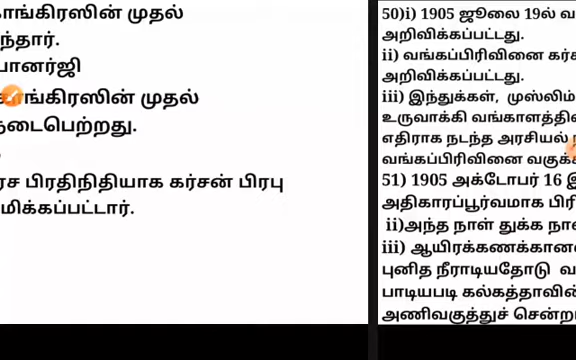 காங்கிரஸின் முதல்
ந்தார்.
பானர்ஜி
காங்கிரஸின் முதல்
நடைபெற்றது.
ரச பிரதிநிதியாக கர்சன் பிரபு
மிக்கப்பட்டார்.
50)i) 1905 ஜூலை 19ல் வ
அறிவிக்கப்பட்டது.
ii) வங்கப்பிரிவினை கர்ச
அறிவிக்கப்பட்டது.
iii) இந்துக்கள், முஸ்லிம்
உருவாக்கி வங்காளத்தி
எதிராக நடந்த அரசியல் ந
வங்கப்பிரிவினை வகுக்க
51) 1905 அக்டோபர் 16 இ
அதிகாரப்பூர்வமாக பிரி
ii)அந்த நாள் துக்க நா
iii) ஆயிரக்கணக்கான
புனித நீராடியதோடு வ
பாடியபடி கல்கத்தாவின்
அணிவகுத்துச் சென்ற